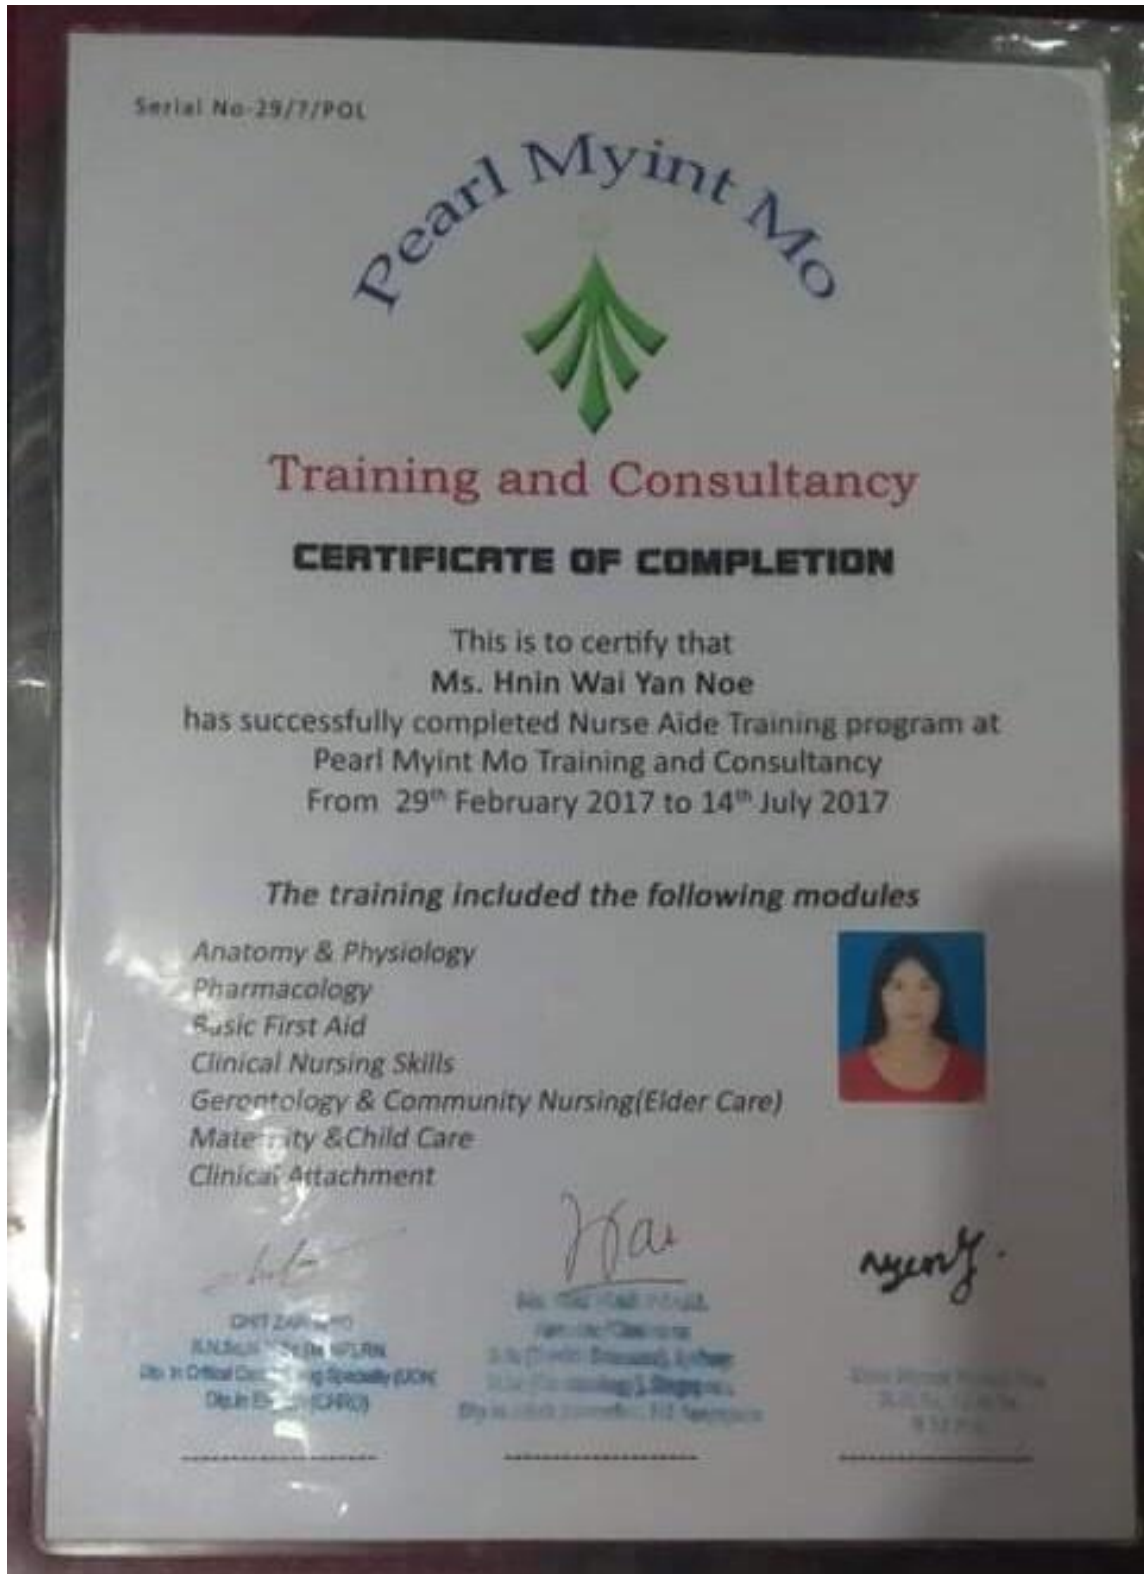 Serial No-29/7/POL
Pearl Myint Mo
Training and Consultancy
CERTIFICATE OF COMPLETION
This is to certify that
Ms. Hnin Wai Yan Noe
has successfully completed Nurse Aide Training program at
Pearl Myint Mo Training and Consultancy
From 29th February 2017 to 14th July 2017
The training included the following modules
Anatomy & Physiology
Pharmacology
Basic First Aid
Clinical Nursing Skills
Gerontology & Community Nursing(Elder Care)
Maternity &Child Care
Clinical Attachment